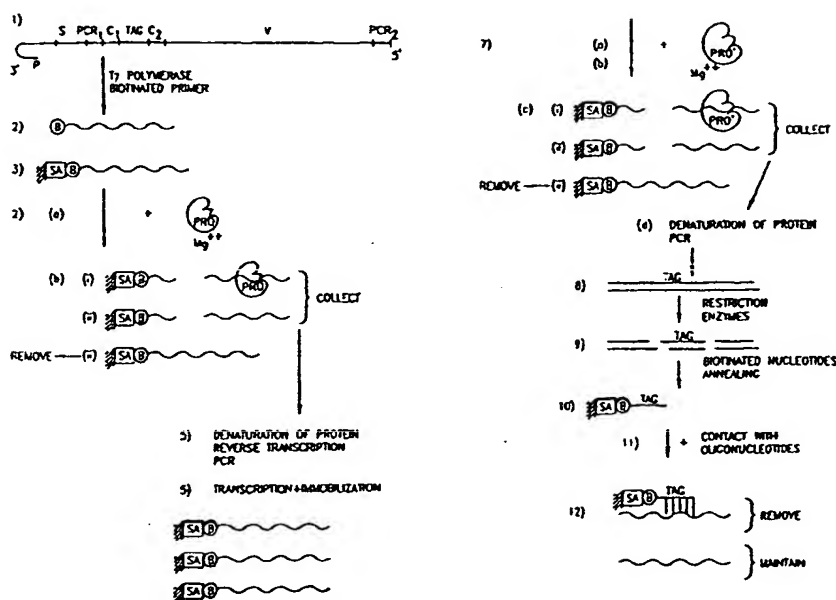 1)
S PCR1 C1 TAG C2 V PCR2
3' P 5'
T7 POLYMERASE
BIOTINATED PRIMER
2) B
3) SA B
2) (a) + PRO
Mg++
(b) (i) SA B PRO
(ii) SA B
COLLECT
REMOVE SA B
5) DENATURATION OF PROTEIN
REVERSE TRANSCRIPTION
PCR
5) TRANSCRIPTION+IMMOBILIZATION
SA B
SA B
SA B
7) (a) + PRO*
(b) Mg++
(c) (i) SA B PRO*
SA B
COLLECT
REMOVE SA B
(d) DENATURATION OF PROTEIN
PCR
TAG
8)
RESTRICTION
ENZYMES
TAG
9)
BIOTINATED NUCLEOTIDES
ANNEALING
10) SA B TAG
11) + CONTACT WITH
OLIGONUCLEOTIDES
12) SA B TAG
REMOVE
MAINTAIN